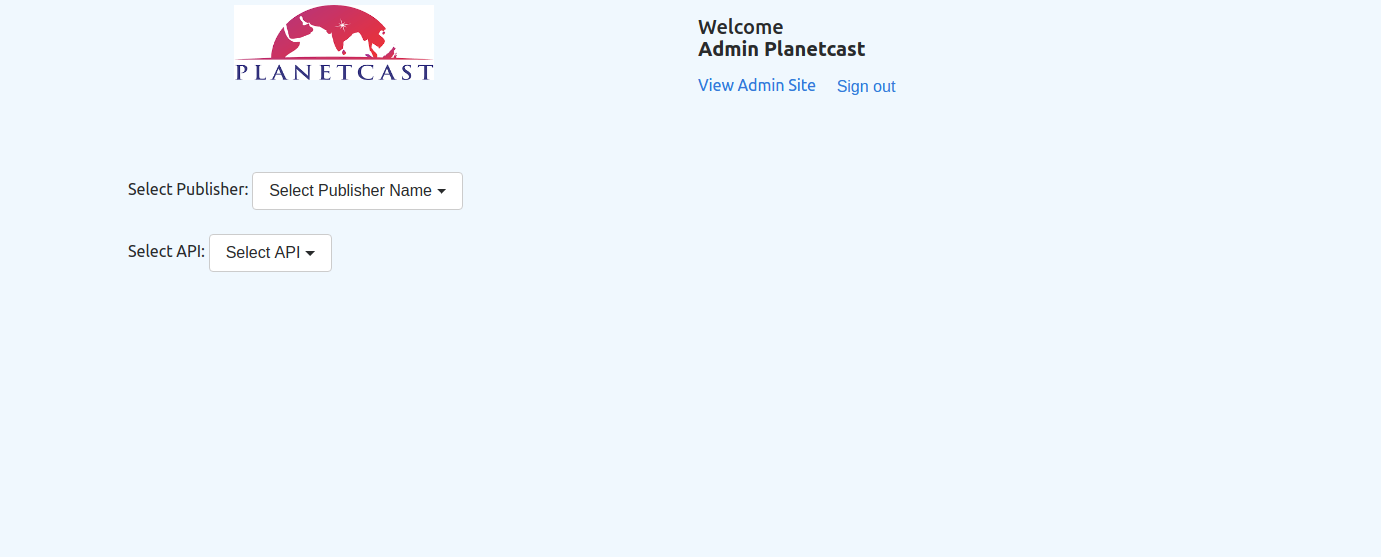 PLANETCAST
Welcome
Admin Planetcast
View Admin Site Sign out
Select Publisher: Select Publisher Name
Select API: Select API